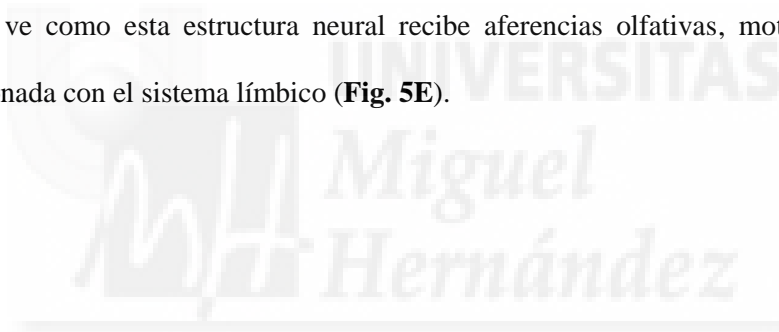 ve como esta estructura neural recibe aferencias olfativas, mot
nada con el sistema límbico (Fig. 5E).
UNIVERSITAS
Miguel
Hernández